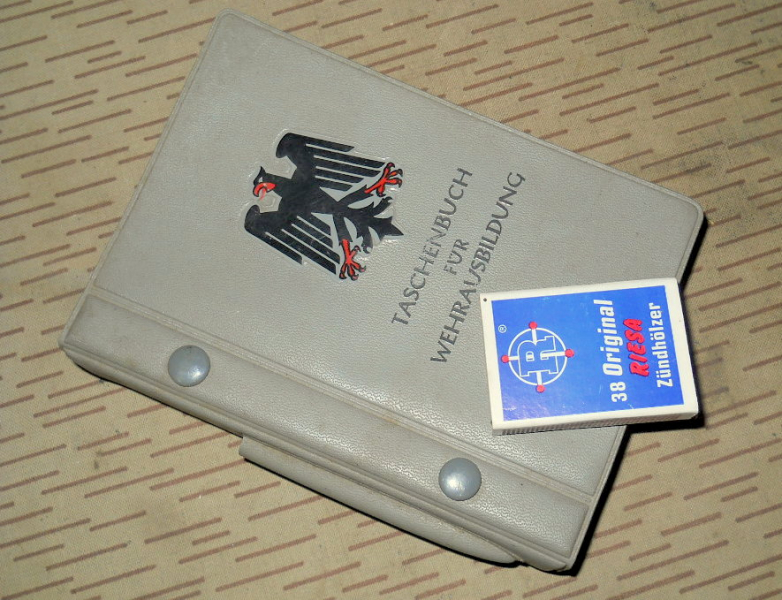 TASCHENBUCH
FÜR
WEHRAUSBILDUNG
®
R
38 Original
RIESA
Zündhölzer